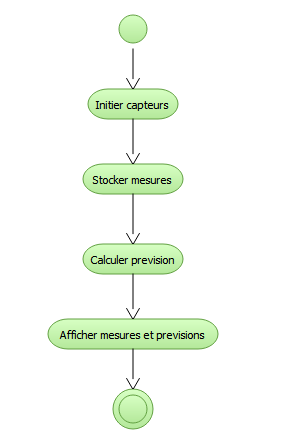 Initier capteurs
Stocker mesures
Calculer prevision
Afficher mesures et previsions